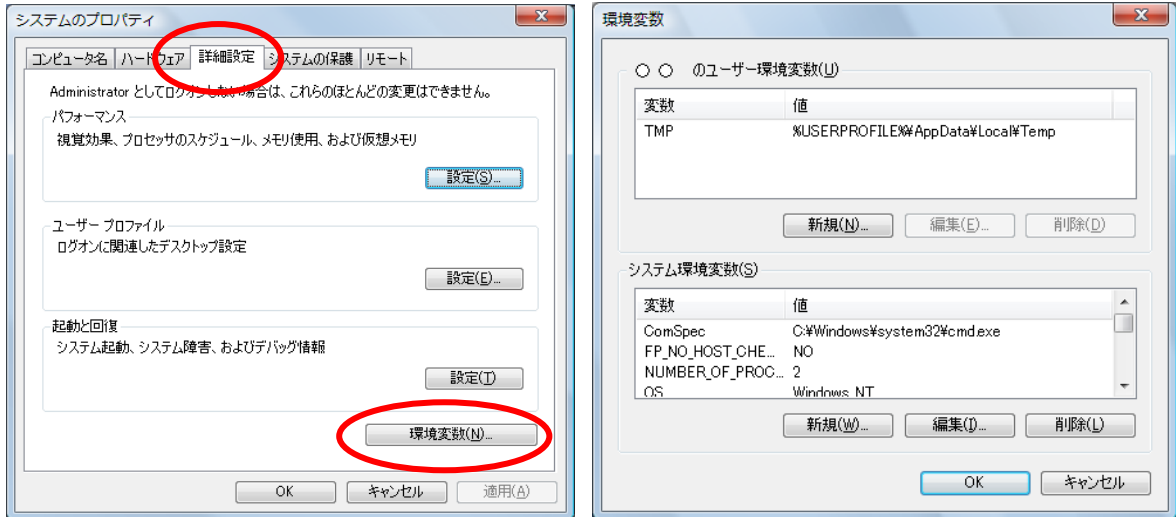 システムのプロパティ
コンピュータ名 ハードウェア 詳細設定 システムの保護 リモート
Administrator としてログオンしない場合は、これらのほとんどの変更はできません。
パフォーマンス
視覚効果、プロセッサのスケジュール、メモリ使用、および仮想メモリ
設定(S)...
ユーザー プロファイル
ログオンに関連したデスクトップ設定
設定(E)...
起動と回復
システム起動、システム障害、およびデバッグ情報
設定(T)
環境変数(N)...
OK キャンセル 適用(A)
環境変数
○ ○ のユーザー環境変数(U)
変数 値
TMP %USERPROFILE%¥AppData¥Local¥Temp
新規(N)... 編集(E)... 削除(D)
システム環境変数(S)
変数 値
ComSpec C:¥Windows¥system32¥cmd.exe
FP_NO_HOST_CHE... NO
NUMBER_OF_PROC... 2
OS Windows_NT
新規(W)... 編集(I)... 削除(L)
OK キャンセル